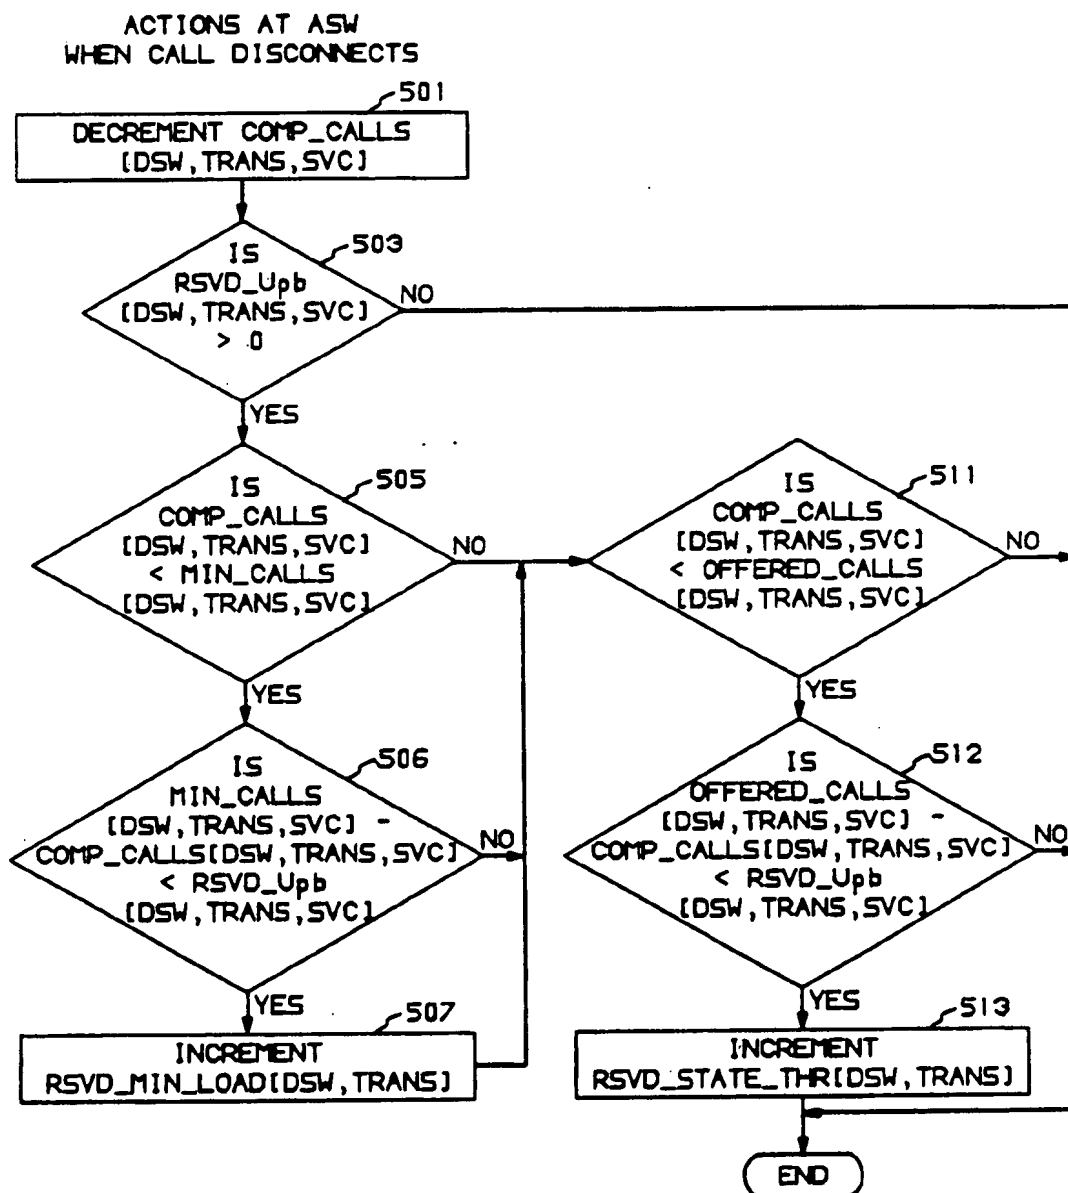 ACTIONS AT ASW
WHEN CALL DISCONNECTS
501
DECREMENT COMP_CALLS
[DSW,TRANS,SVC]
503
IS
RSVD_Upb
[DSW,TRANS,SVC]
> 0
NO
YES
505
IS
COMP_CALLS
[DSW,TRANS,SVC]
< MIN_CALLS
[DSW,TRANS,SVC]
NO
YES
506
IS
MIN_CALLS
[DSW,TRANS,SVC] -
COMP_CALLS[DSW,TRANS,SVC]
< RSVD_Upb
[DSW,TRANS,SVC]
NO
YES
507
INCREMENT
RSVD_MIN_LOAD[DSW,TRANS]
511
IS
COMP_CALLS
[DSW,TRANS,SVC]
< OFFERED_CALLS
[DSW,TRANS,SVC]
NO
YES
512
IS
OFFERED_CALLS
[DSW,TRANS,SVC] -
COMP_CALLS[DSW,TRANS,SVC]
< RSVD_Upb
[DSW,TRANS,SVC]
NO
YES
513
INCREMENT
RSVD_STATE_THR[DSW,TRANS]
END